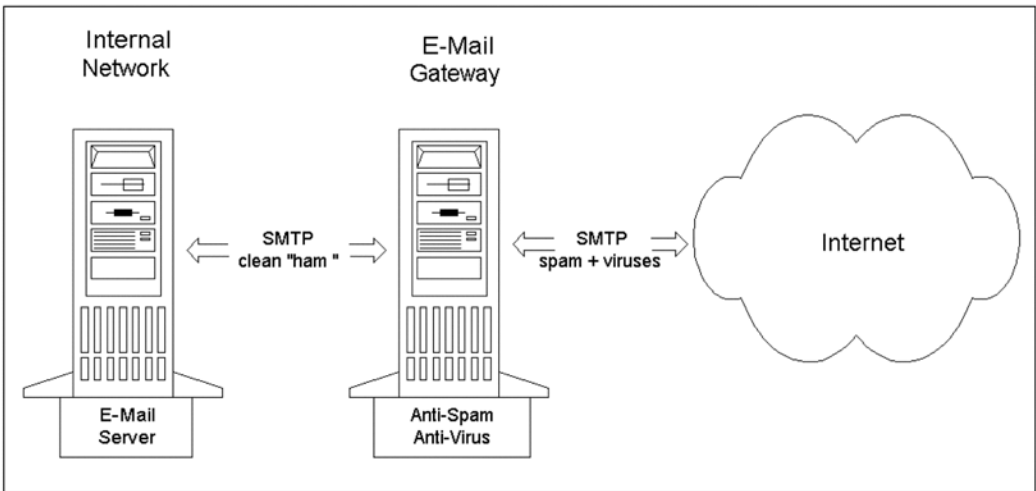 Internal
Network
E-Mail
Gateway
SMTP
clean "ham "
SMTP
spam + viruses
Internet
E-Mail
Server
Anti-Spam
Anti-Virus